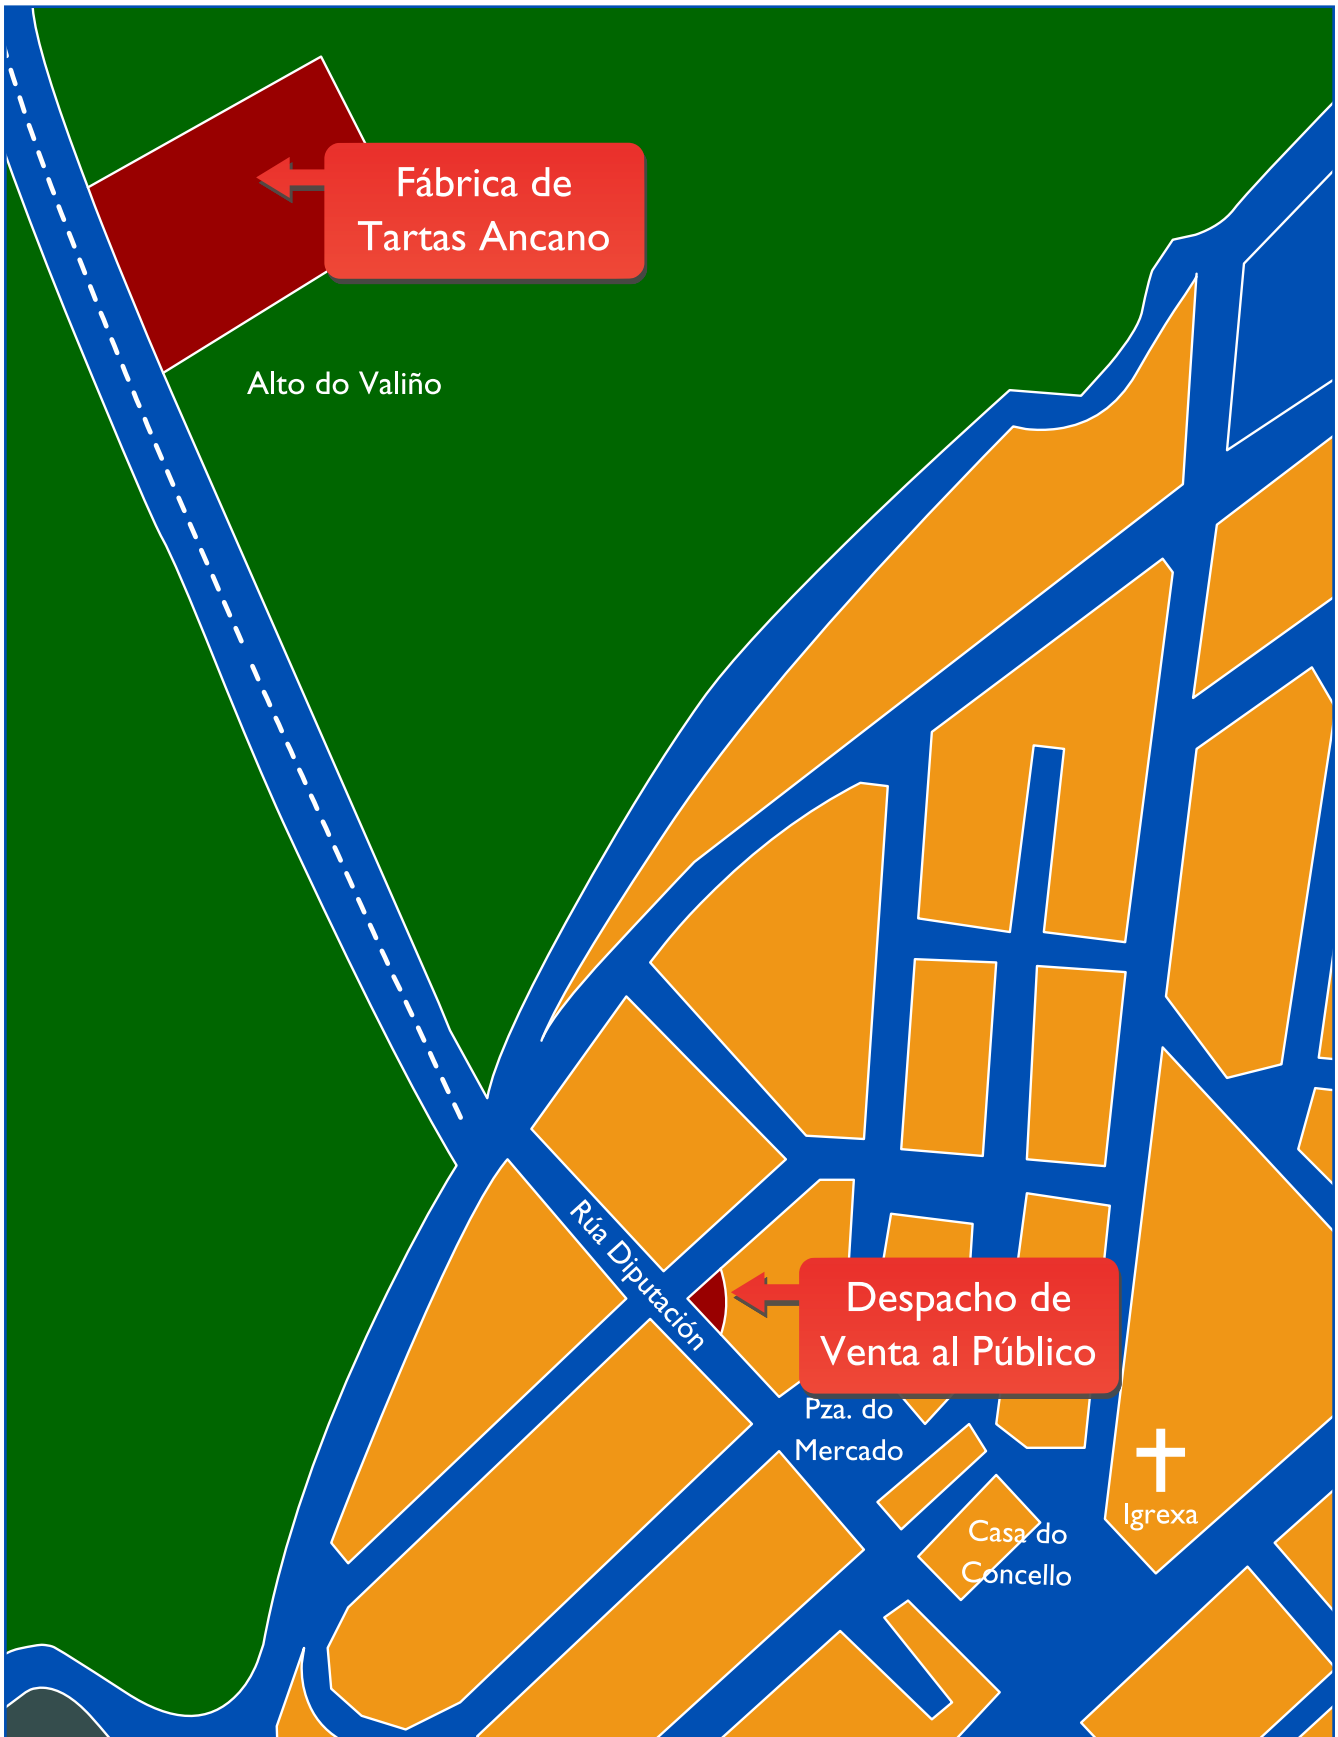 Fábrica de
Tartas Ancano
Alto do Valiño
Rúa Diputación
Despacho de
Venta al Público
Pza. do
Mercado
Igrexa
Casa do
Concello